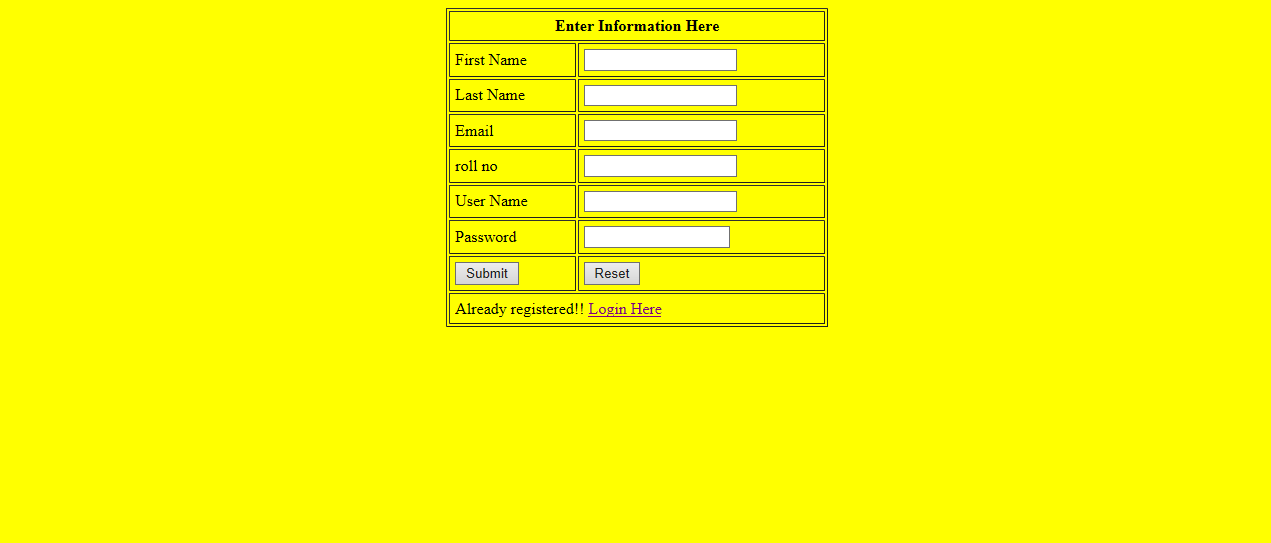 Enter Information Here
First Name
Last Name
Email
roll no
User Name
Password
Submit Reset
Already registered!! Login Here